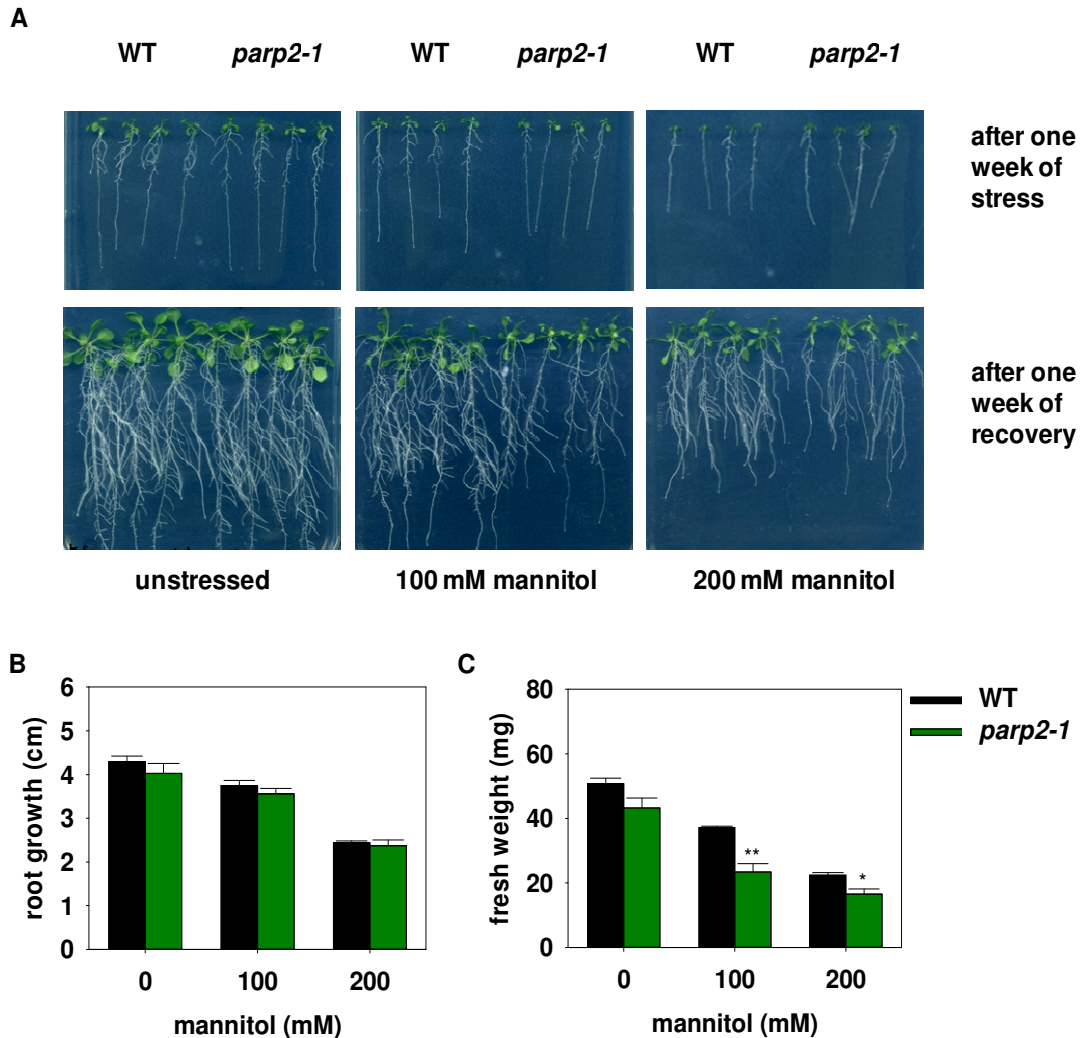 A
WT parp2-1 WT parp2-1 WT parp2-1
after one
week of
stress
after one
week of
recovery
unstressed 100 mM mannitol 200 mM mannitol
B
6
5
4
3
2
1
0
root growth (cm)
0 100 200
mannitol (mM)
C
80
60
40
20
0
fresh weight (mg)
** *
0 100 200
mannitol (mM)
WT
parp2-1